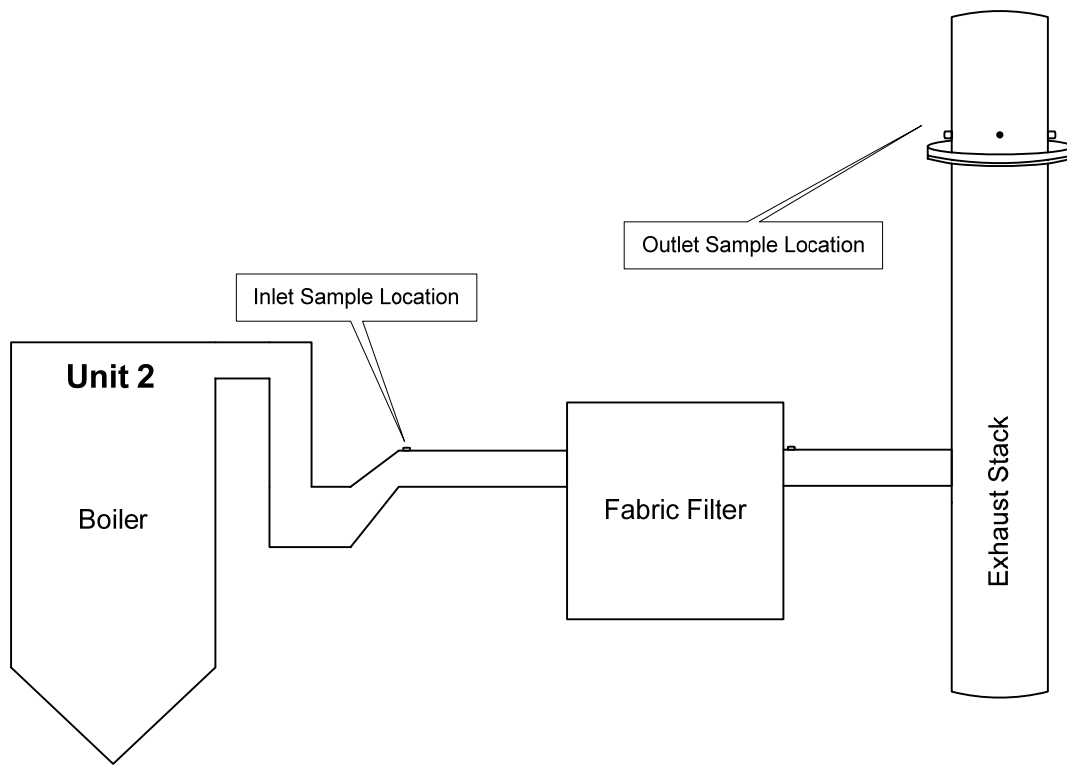 Outlet Sample Location
Inlet Sample Location
Unit 2
Boiler
Fabric Filter
Exhaust Stack